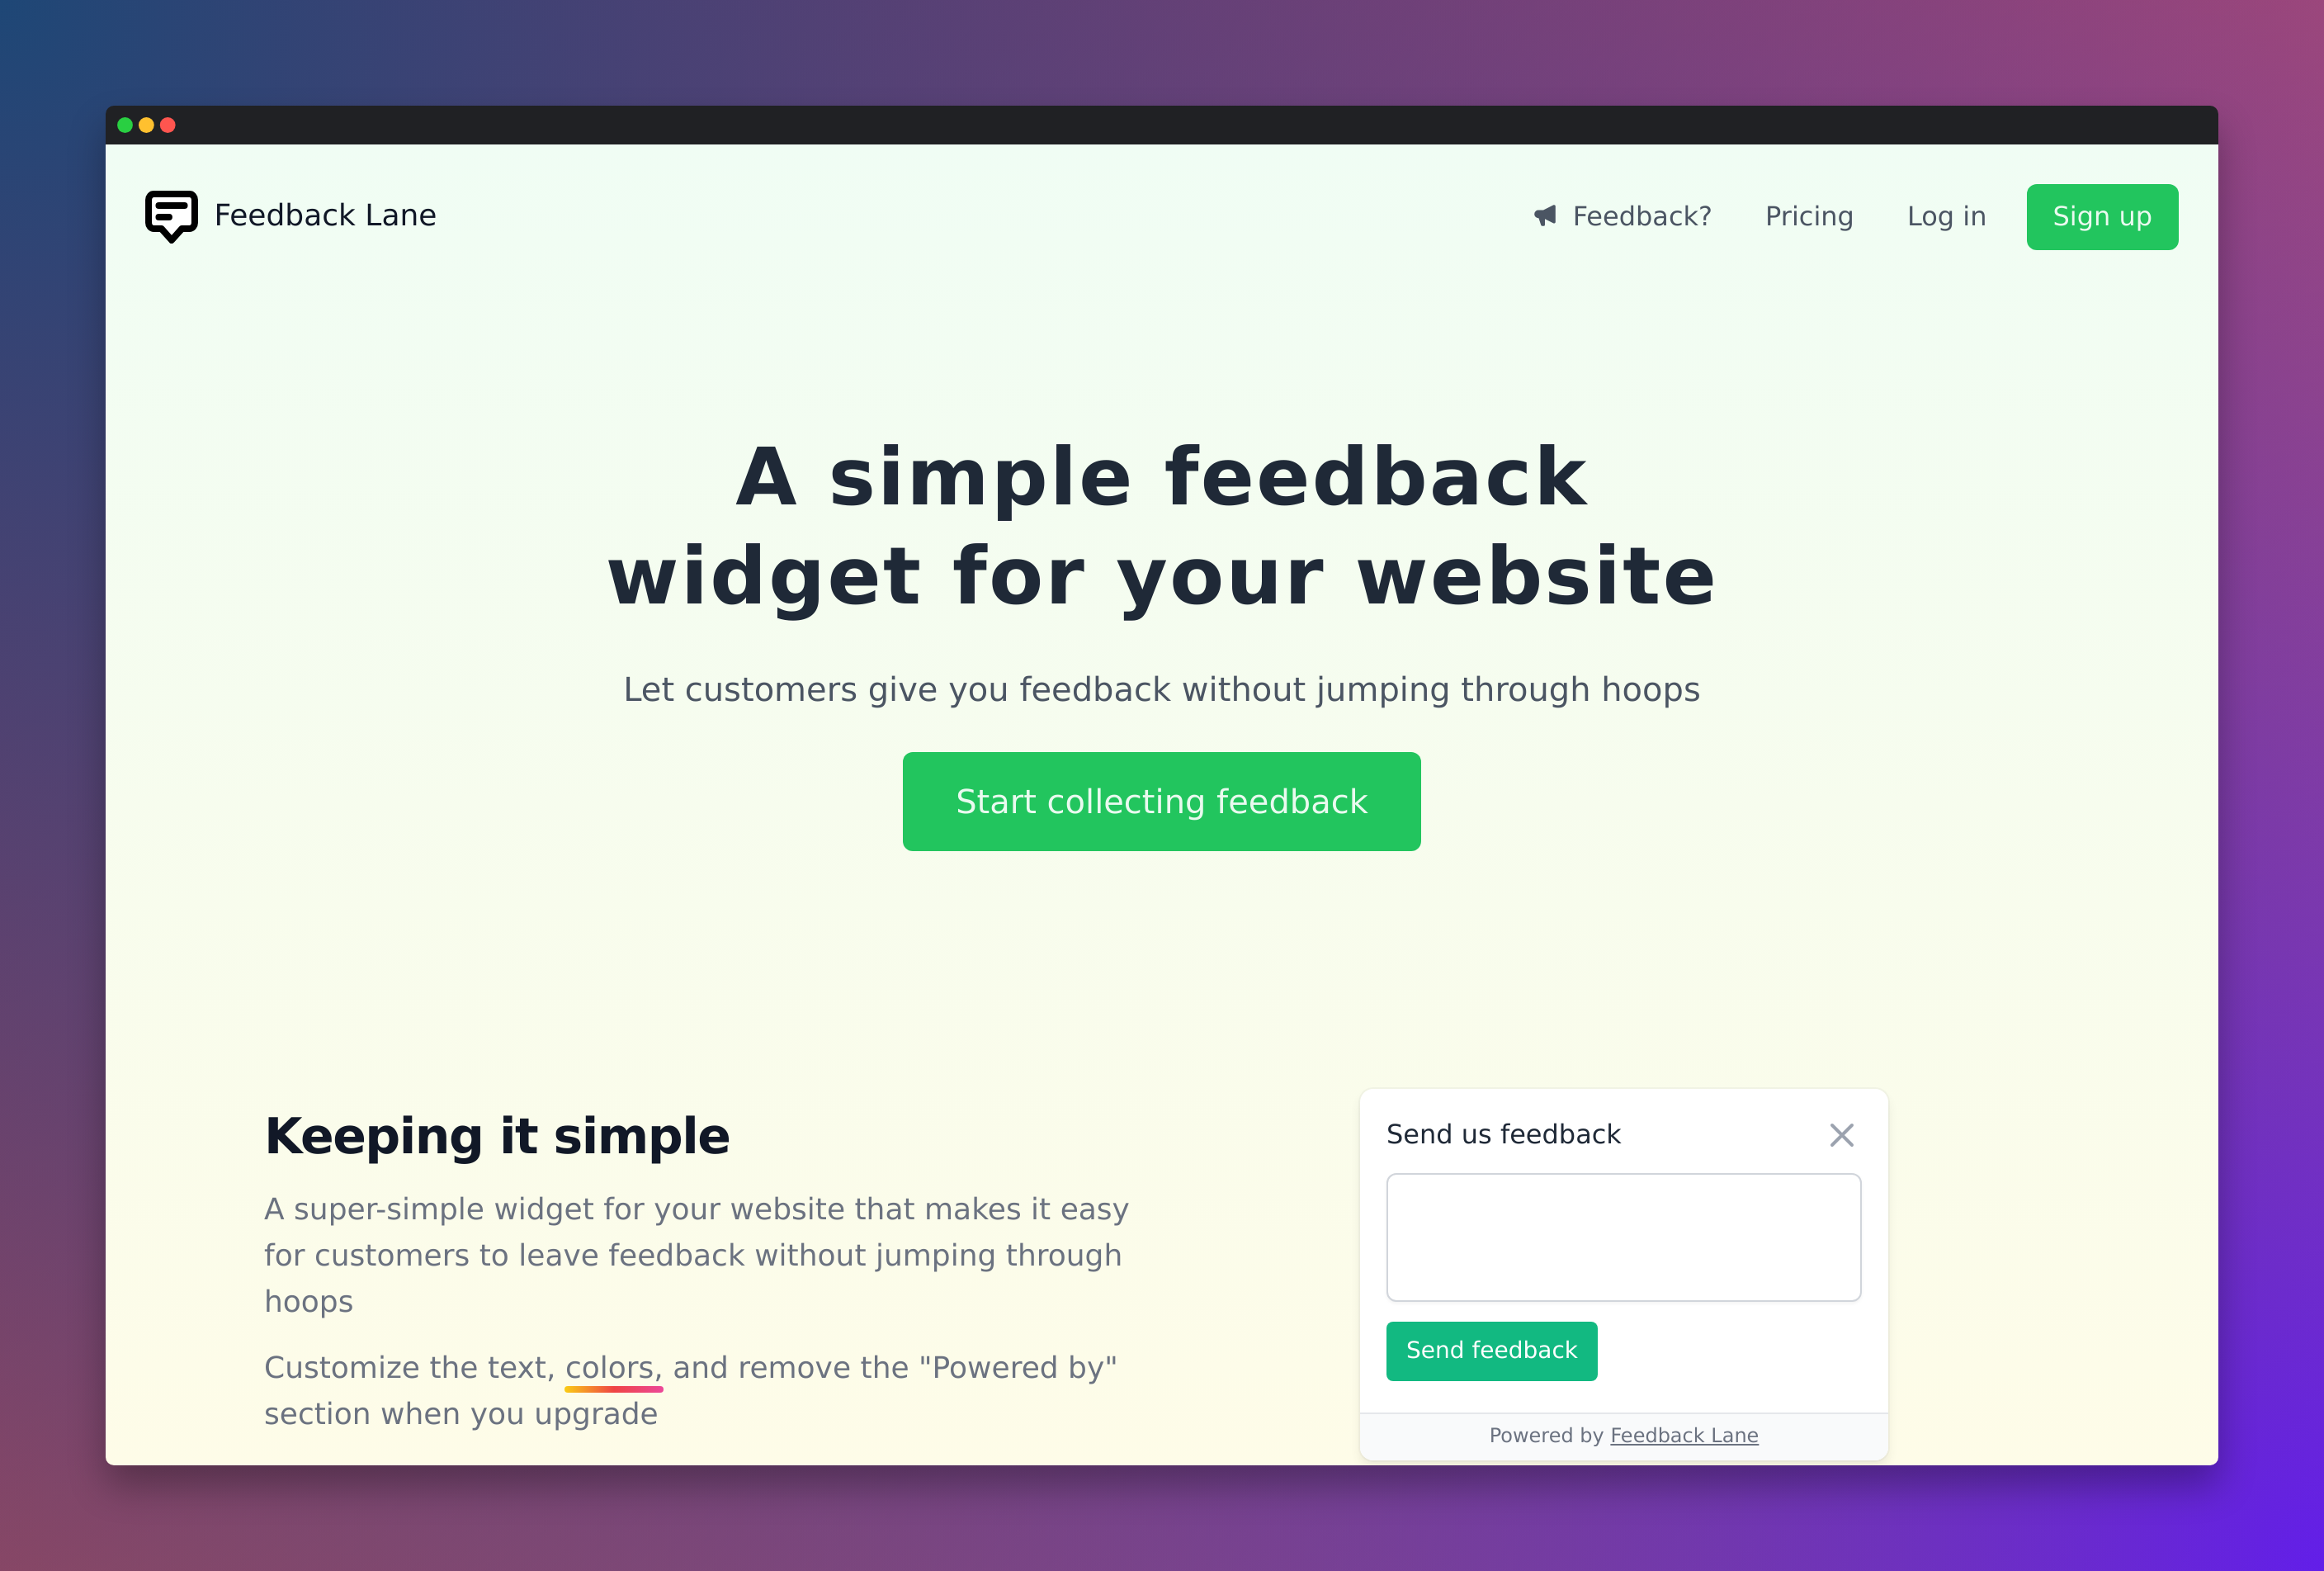 Feedback Lane
Feedback?
Pricing
Log in
Sign up
A simple feedback
widget for your website
Let customers give you feedback without jumping through hoops
Start collecting feedback
Keeping it simple
A super-simple widget for your website that makes it easy
for customers to leave feedback without jumping through
hoops
Customize the text, colors, and remove the "Powered by"
section when you upgrade
Send us feedback
Send feedback
Powered by Feedback Lane